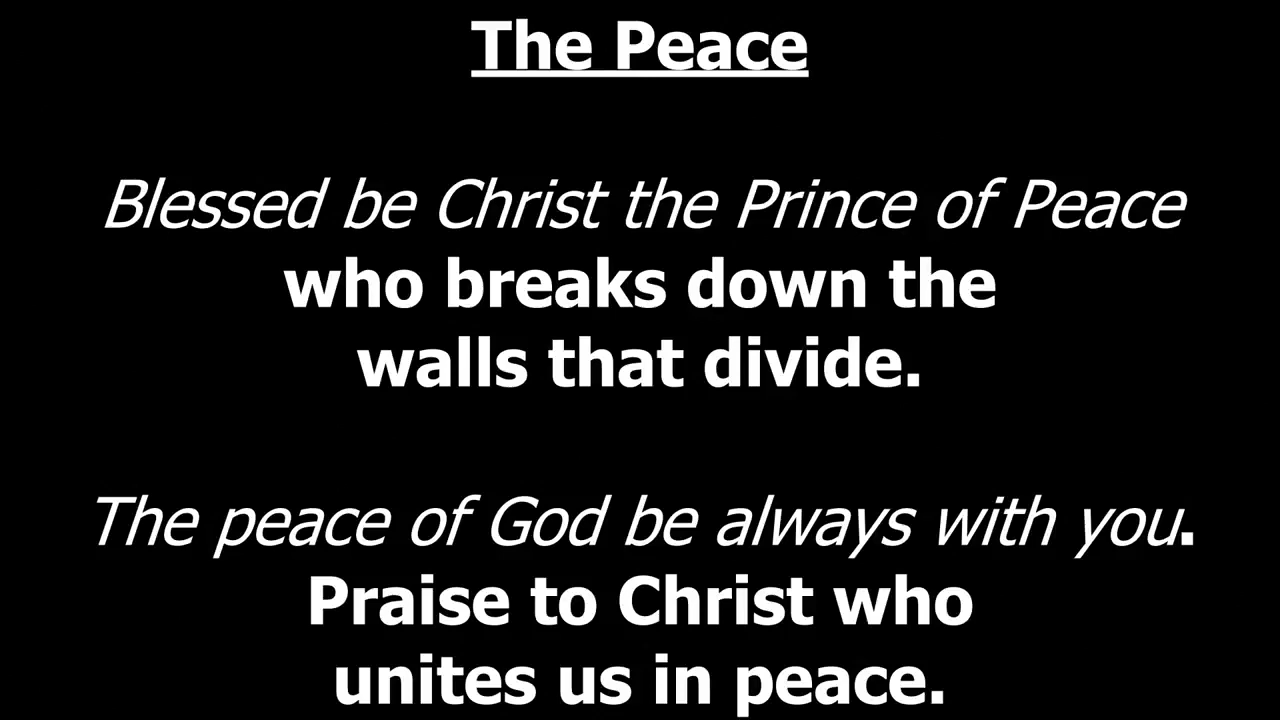 The Peace
Blessed be Christ the Prince of Peace
who breaks down the
walls that divide.
The peace of God be always with you.
Praise to Christ who
unites us in peace.